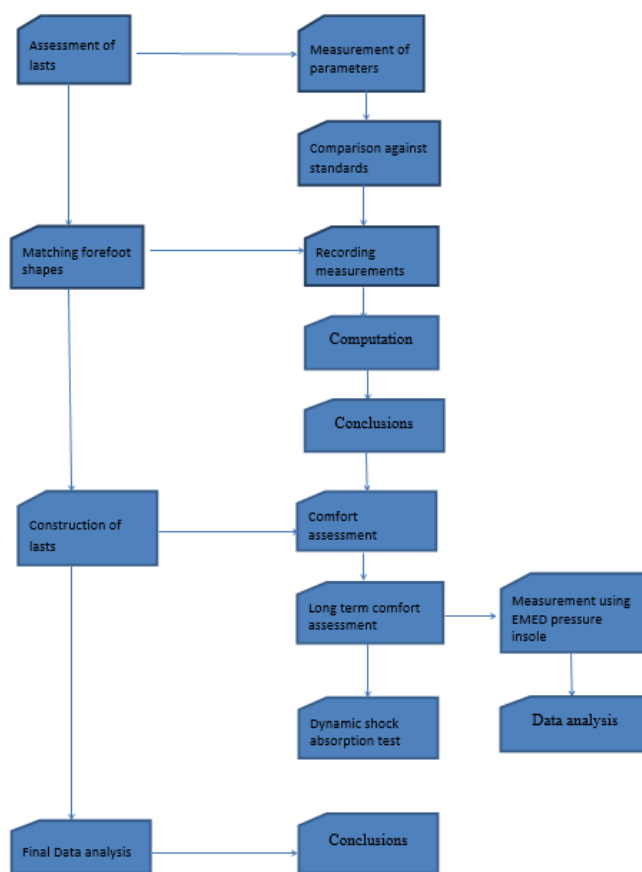 Assessment of
lasts
Measurement of
parameters
Comparison against
standards
Matching forefoot
shapes
Recording
measurements
Computation
Conclusions
Construction of
lasts
Comfort
assessment
Long term comfort
assessment
Measurement using
EMED pressure
insole
Dynamic shock
absorption test
Data analysis
Final Data analysis
Conclusions